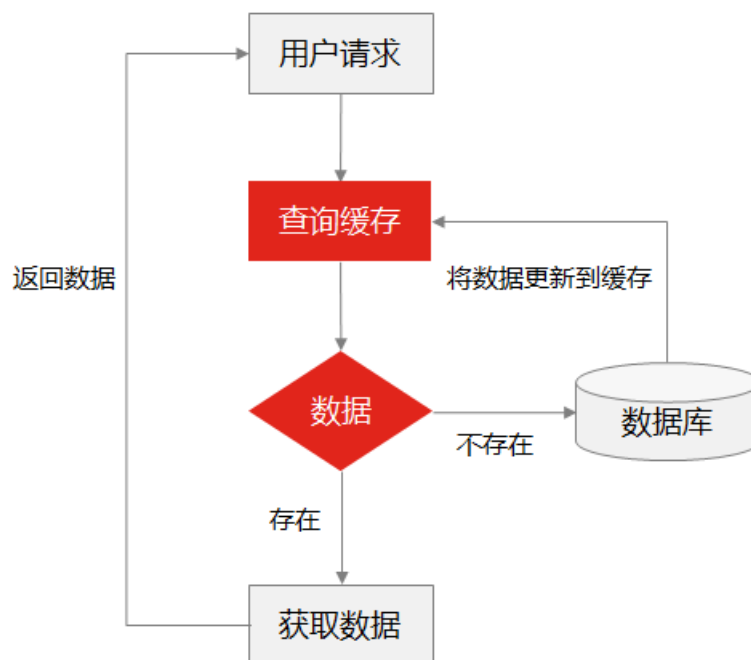 用户请求
查询缓存
返回数据
将数据更新到缓存
数据
数据库
不存在
存在
获取数据